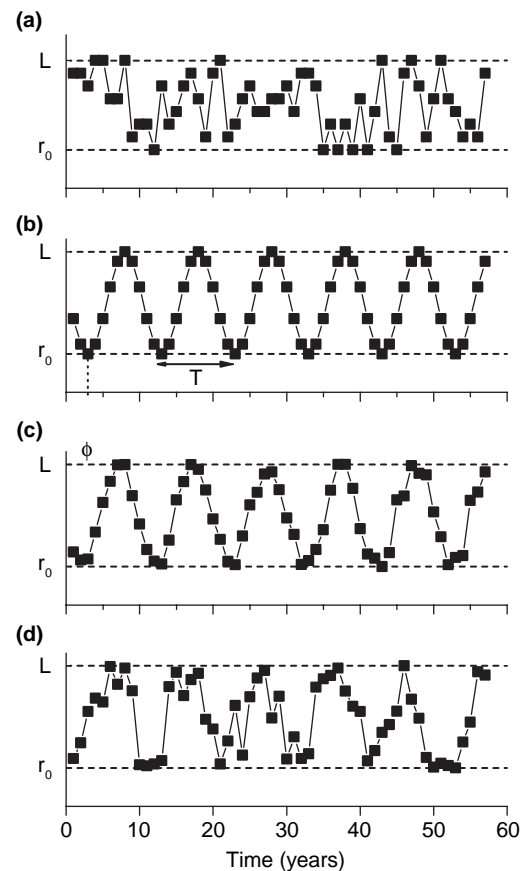 (a)
L
r₀
(b)
L
r₀
T
(c)
ϕ
L
r₀
(d)
L
r₀
0 10 20 30 40 50 60
Time (years)